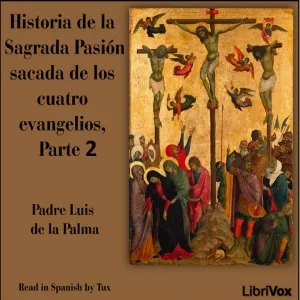 Historia de la
Sagrada Pasión
sacada de los
cuatro
evangelios,
Parte 2
Padre Luis
de la Palma
Read in Spanish by Tux
LibriVox